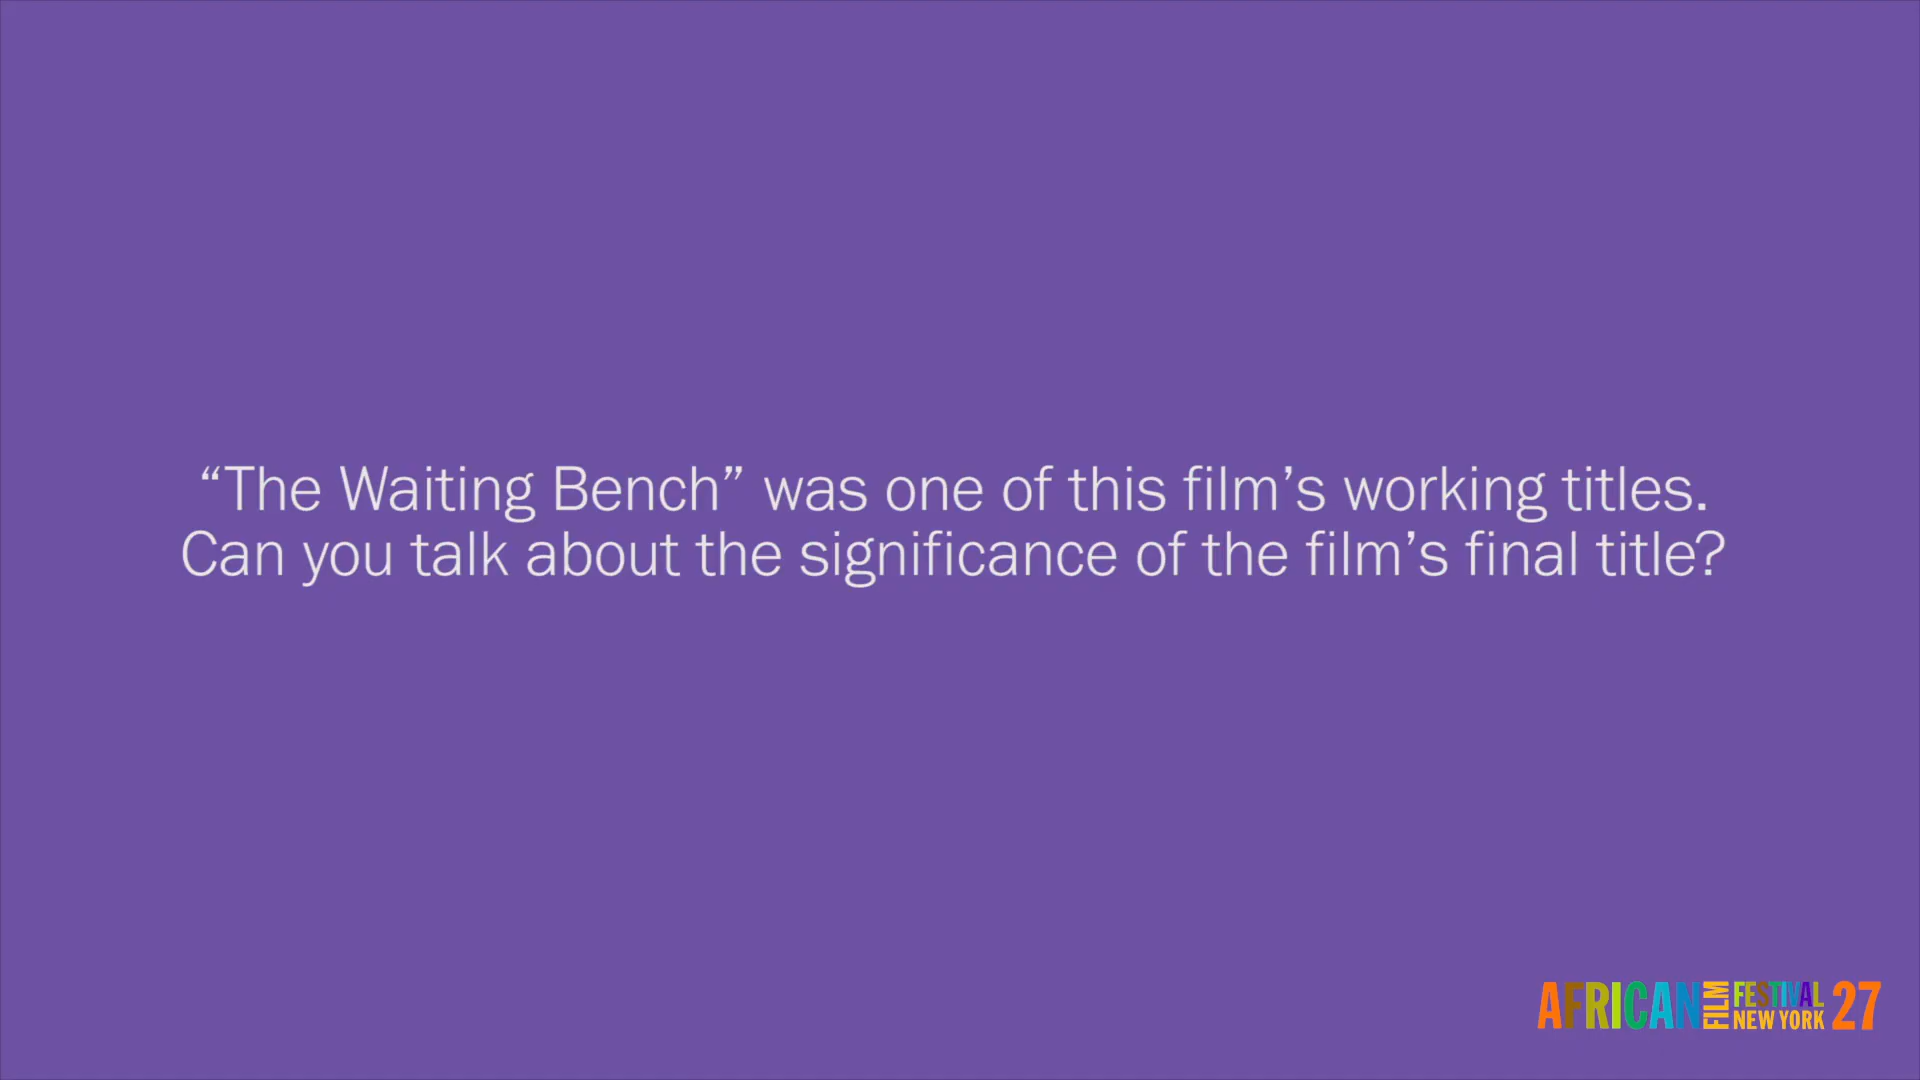 “The Waiting Bench” was one of this film’s working titles.
Can you talk about the significance of the film’s final title?
AFRICAN FILM FESTIVAL NEW YORK 27